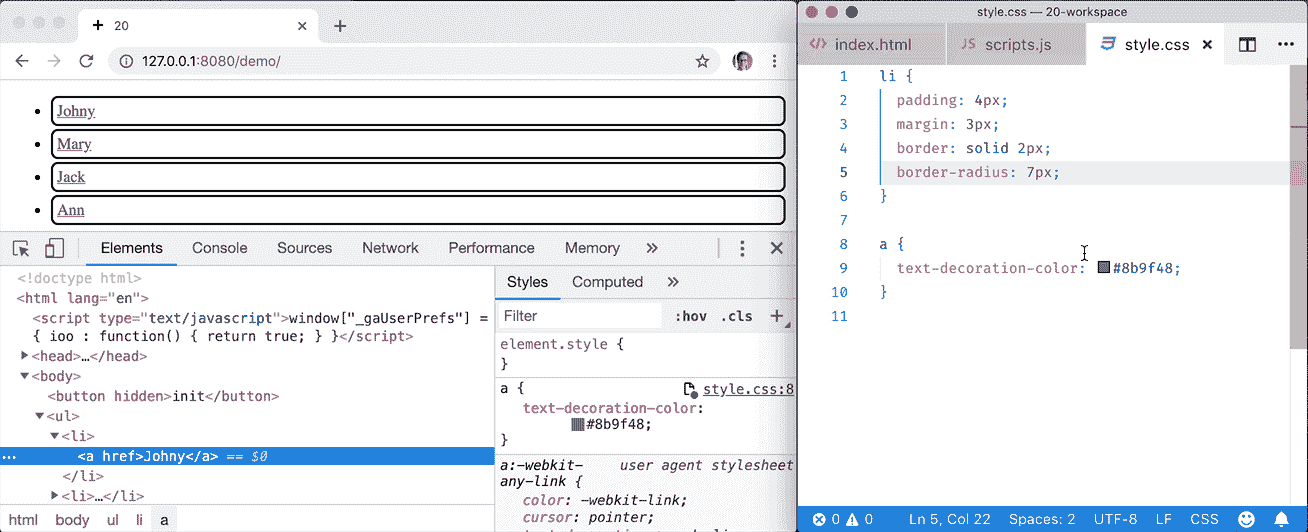 20
127.0.0.1:8080/demo/
Johny
Mary
Jack
Ann
Elements Console Sources Network Performance Memory »
<!doctype html>
<html lang="en">
<script type="text/javascript">window["_gaUserPrefs"] =
{ ioo : function() { return true; } }</script>
<head>…</head>
<body>
<button hidden>init</button>
<ul>
<li>
… <a href>Johny</a> == $0
</li>
<li>…</li>
html body ul li a
Styles Computed »
Filter :hov .cls +
element.style {
}
a { style.css:8
text-decoration-color:
#8b9f48;
}
a:-webkit- user agent stylesheet
any-link {
color: -webkit-link;
cursor: pointer;
style.css — 20-workspace
index.html JS scripts.js style.css
1 li {
2 padding: 4px;
3 margin: 3px;
4 border: solid 2px;
5 border-radius: 7px;
6 }
7
8 a {
9 text-decoration-color: #8b9f48;
10 }
11
0 0 Ln 5, Col 22 Spaces: 2 UTF-8 LF CSS